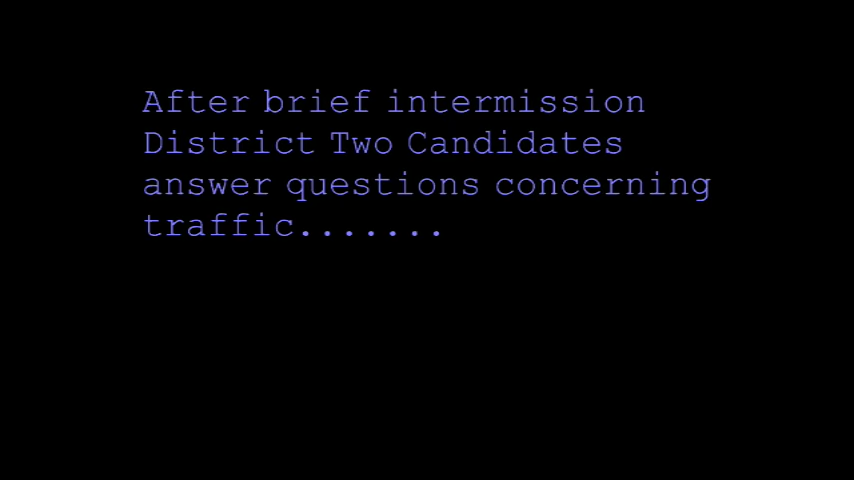 After brief intermission
District Two Candidates
answer questions concerning
traffic.......